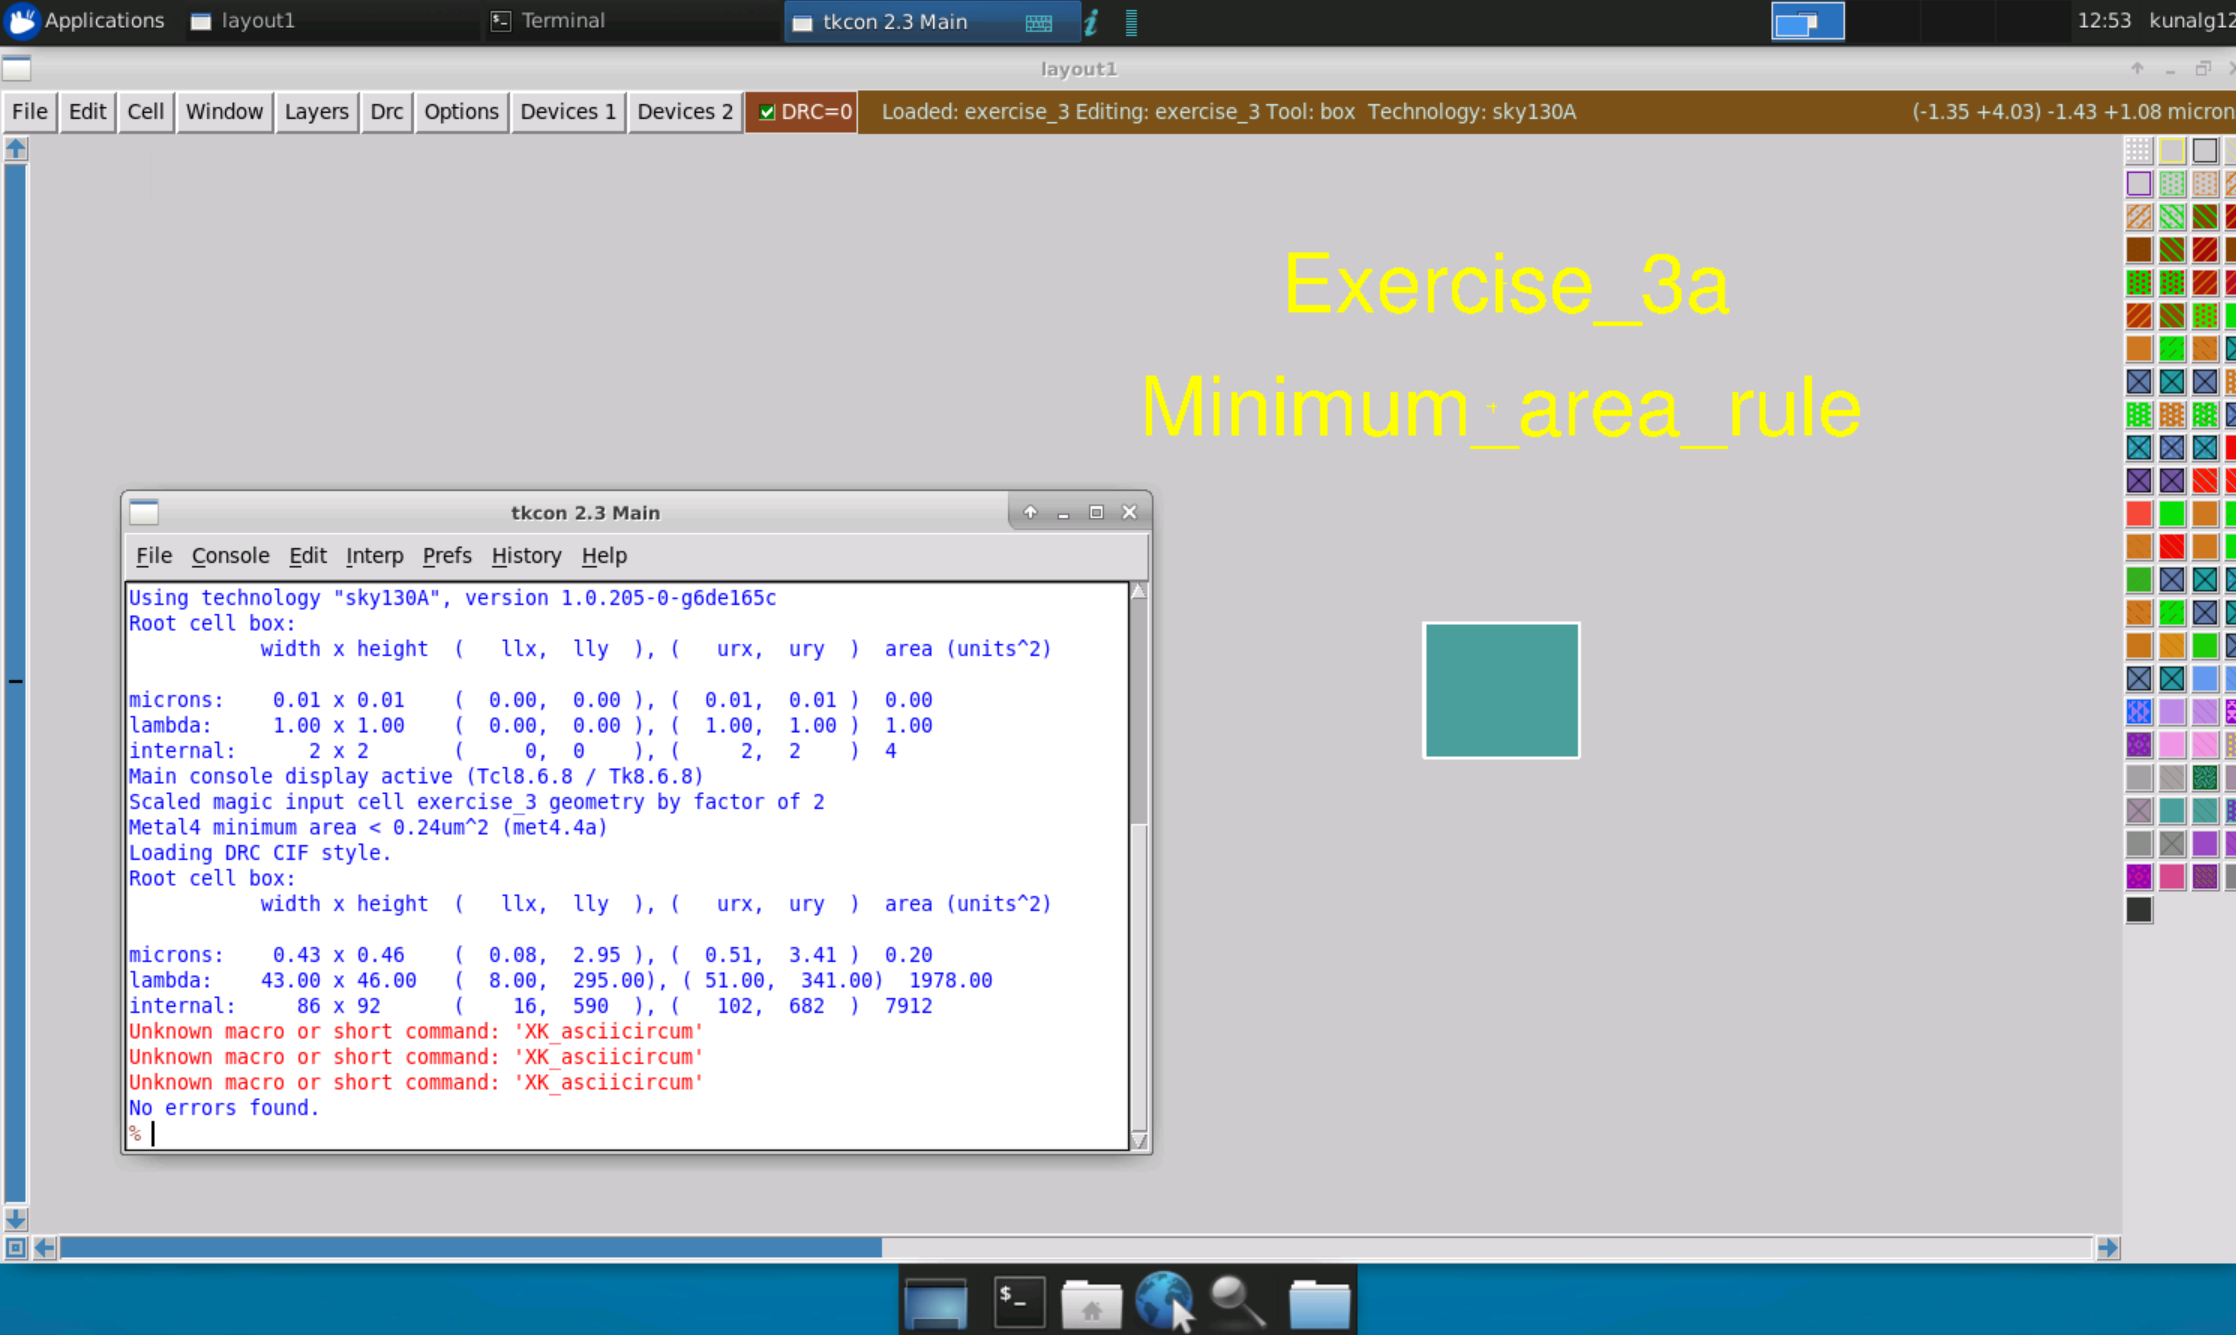 Applications layout1 Terminal tkcon 2.3 Main 12:53 kunalg12
layout1
File Edit Cell Window Layers Drc Options Devices 1 Devices 2 DRC=0 Loaded: exercise_3 Editing: exercise_3 Tool: box Technology: sky130A (-1.35 +4.03) -1.43 +1.08 micron
Exercise_3a
Minimum_area_rule
tkcon 2.3 Main
File Console Edit Interp Prefs History Help
Using technology "sky130A", version 1.0.205-0-g6de165c
Root cell box:
width x height ( llx, lly ), ( urx, ury ) area (units^2)
microns: 0.01 x 0.01 ( 0.00, 0.00 ), ( 0.01, 0.01 ) 0.00
lambda: 1.00 x 1.00 ( 0.00, 0.00 ), ( 1.00, 1.00 ) 1.00
internal: 2 x 2 ( 0, 0 ), ( 2, 2 ) 4
Main console display active (Tcl8.6.8 / Tk8.6.8)
Scaled magic input cell exercise_3 geometry by factor of 2
Metal4 minimum area < 0.24um^2 (met4.4a)
Loading DRC CIF style.
Root cell box:
width x height ( llx, lly ), ( urx, ury ) area (units^2)
microns: 0.43 x 0.46 ( 0.08, 2.95 ), ( 0.51, 3.41 ) 0.20
lambda: 43.00 x 46.00 ( 8.00, 295.00), ( 51.00, 341.00) 1978.00
internal: 86 x 92 ( 16, 590 ), ( 102, 682 ) 7912
Unknown macro or short command: 'XK_asciicircum'
Unknown macro or short command: 'XK_asciicircum'
Unknown macro or short command: 'XK_asciicircum'
No errors found.
%
$_